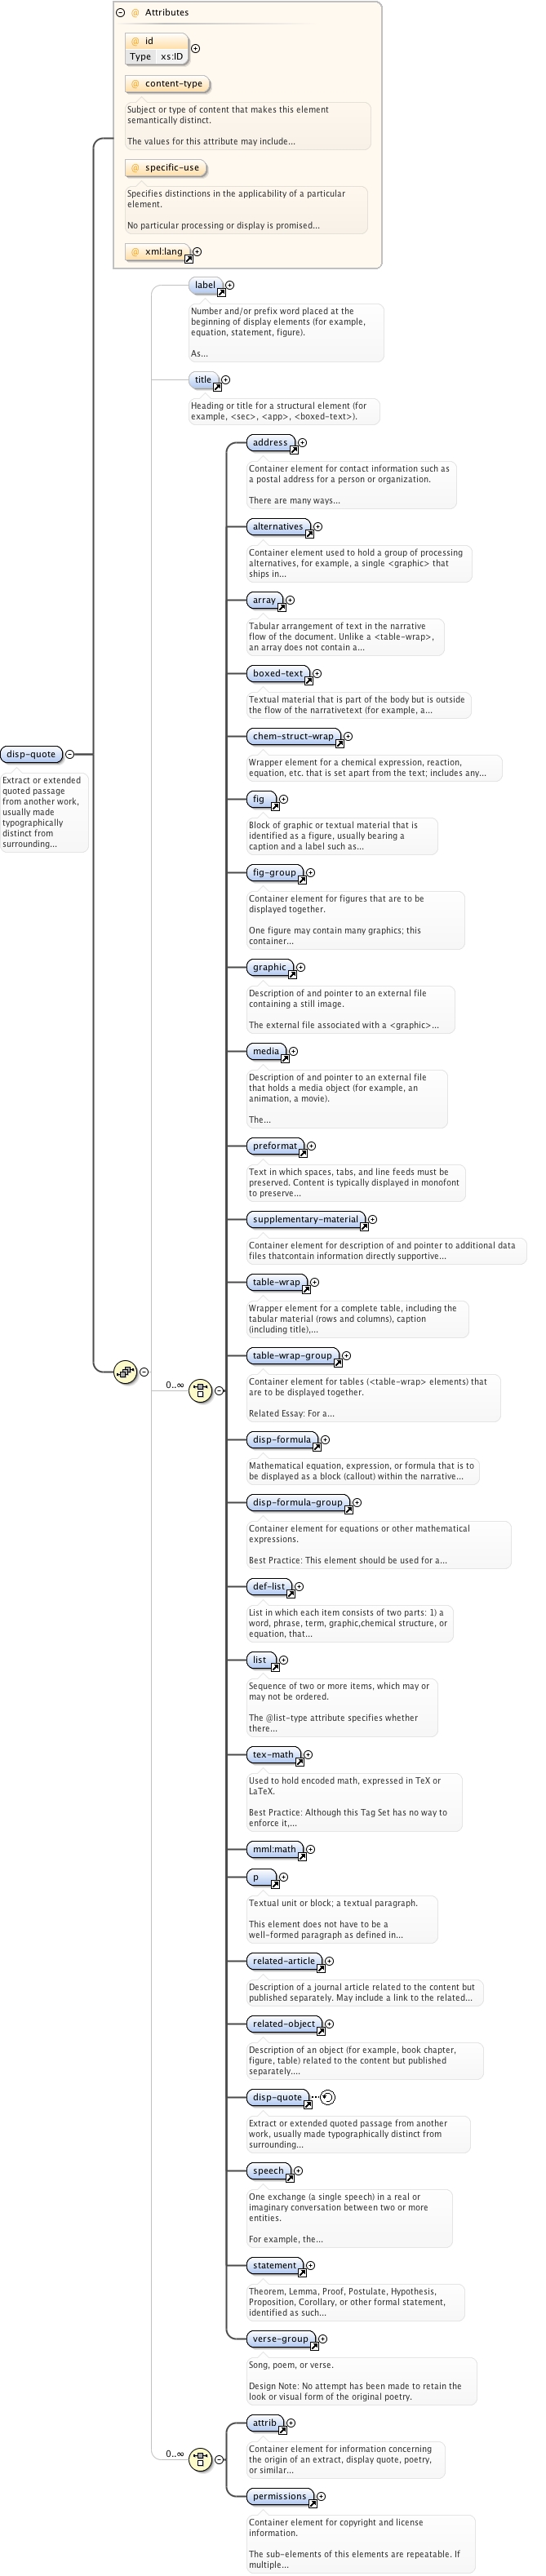 @ Attributes
@ id
Type xs:ID
@ content-type
Subject or type of content that makes this element
semantically distinct.
The values for this attribute may include...
@ specific-use
Specifies distinctions in the applicability of a particular
element.
No particular processing or display is promised...
@ xml:lang
label
Number and/or prefix word placed at the
beginning of display elements (for example,
equation, statement, figure).
As...
title
Heading or title for a structural element (for
example, <sec>, <app>, <boxed-text>).
address
Container element for contact information such as
a postal address for a person or organization.
There are many ways...
alternatives
Container element used to hold a group of processing
alternatives, for example, a single <graphic> that
ships in...
array
Tabular arrangement of text in the narrative
flow of the document. Unlike a <table-wrap>,
an array does not contain a...
boxed-text
Textual material that is part of the body but is outside
the flow of the narrativetext (for example, a...
chem-struct-wrap
disp-quote
Wrapper element for a chemical expression, reaction,
equation, etc. that is set apart from the text; includes any...
Extract or extended
quoted passage
from another work,
usually made
typographically
distinct from
surrounding...
fig
Block of graphic or textual material that is
identified as a figure, usually bearing a
caption and a label such as...
fig-group
Container element for figures that are to be
displayed together.
One figure may contain many graphics; this
container...
graphic
Description of and pointer to an external file
containing a still image.
The external file associated with a <graphic>...
media
Description of and pointer to an external file
that holds a media object (for example, an
animation, a movie).
The...
preformat
Text in which spaces, tabs, and line feeds must be
preserved. Content is typically displayed in monofont
to preserve...
supplementary-material
Container element for description of and pointer to additional data
files thatcontain information directly supportive...
table-wrap
Wrapper element for a complete table, including the
tabular material (rows and columns), caption
(including title),...
table-wrap-group
Container element for tables (<table-wrap> elements) that
are to be displayed together.
Related Essay: For a...
0..∞
disp-formula
Mathematical equation, expression, or formula that is to
be displayed as a block (callout) within the narrative...
disp-formula-group
Container element for equations or other mathematical
expressions.
Best Practice: This element should be used for a...
def-list
List in which each item consists of two parts: 1) a
word, phrase, term, graphic,chemical structure, or
equation, that...
list
Sequence of two or more items, which may or
may not be ordered.
The @list-type attribute specifies whether
there...
tex-math
Used to hold encoded math, expressed in TeX or
LaTeX.
Best Practice: Although this Tag Set has no way to
enforce it,...
mml:math
p
Textual unit or block; a textual paragraph.
This element does not have to be a
well-formed paragraph as defined in...
related-article
Description of a journal article related to the content but
published separately. May include a link to the related...
related-object
Description of an object (for example, book chapter,
figure, table) related to the content but published
separately....
disp-quote
Extract or extended quoted passage from another
work, usually made typographically distinct from
surrounding...
speech
One exchange (a single speech) in a real or
imaginary conversation between two or more
entities.
For example, the...
statement
Theorem, Lemma, Proof, Postulate, Hypothesis,
Proposition, Corollary, or other formal statement,
identified as such...
verse-group
Song, poem, or verse.
Design Note: No attempt has been made to retain the
look or visual form of the original poetry.
attrib
Container element for information concerning
the origin of an extract, display quote, poetry,
or similar...
0..∞
permissions
Container element for copyright and license
information.
The sub-elements of this elements are repeatable. If
multiple...